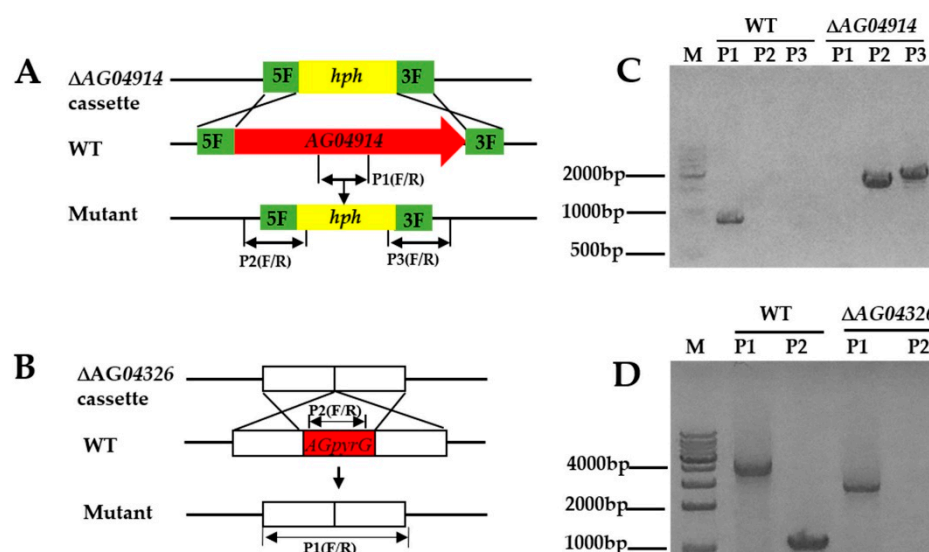 A
ΔAG04914
cassette
5F hph 3F
WT
5F AG04914 3F
P1(F/R)
Mutant
5F hph 3F
P2(F/R) P3(F/R)
B
ΔAG04326
cassette
P2(F/R)
WT
AGpyrG
Mutant
P1(F/R)
C
WT ΔAG04914
M P1 P2 P3 P1 P2 P3
2000bp
1000bp
500bp
D
WT ΔAG04326
M P1 P2 P1 P2
4000bp
2000bp
1000bp